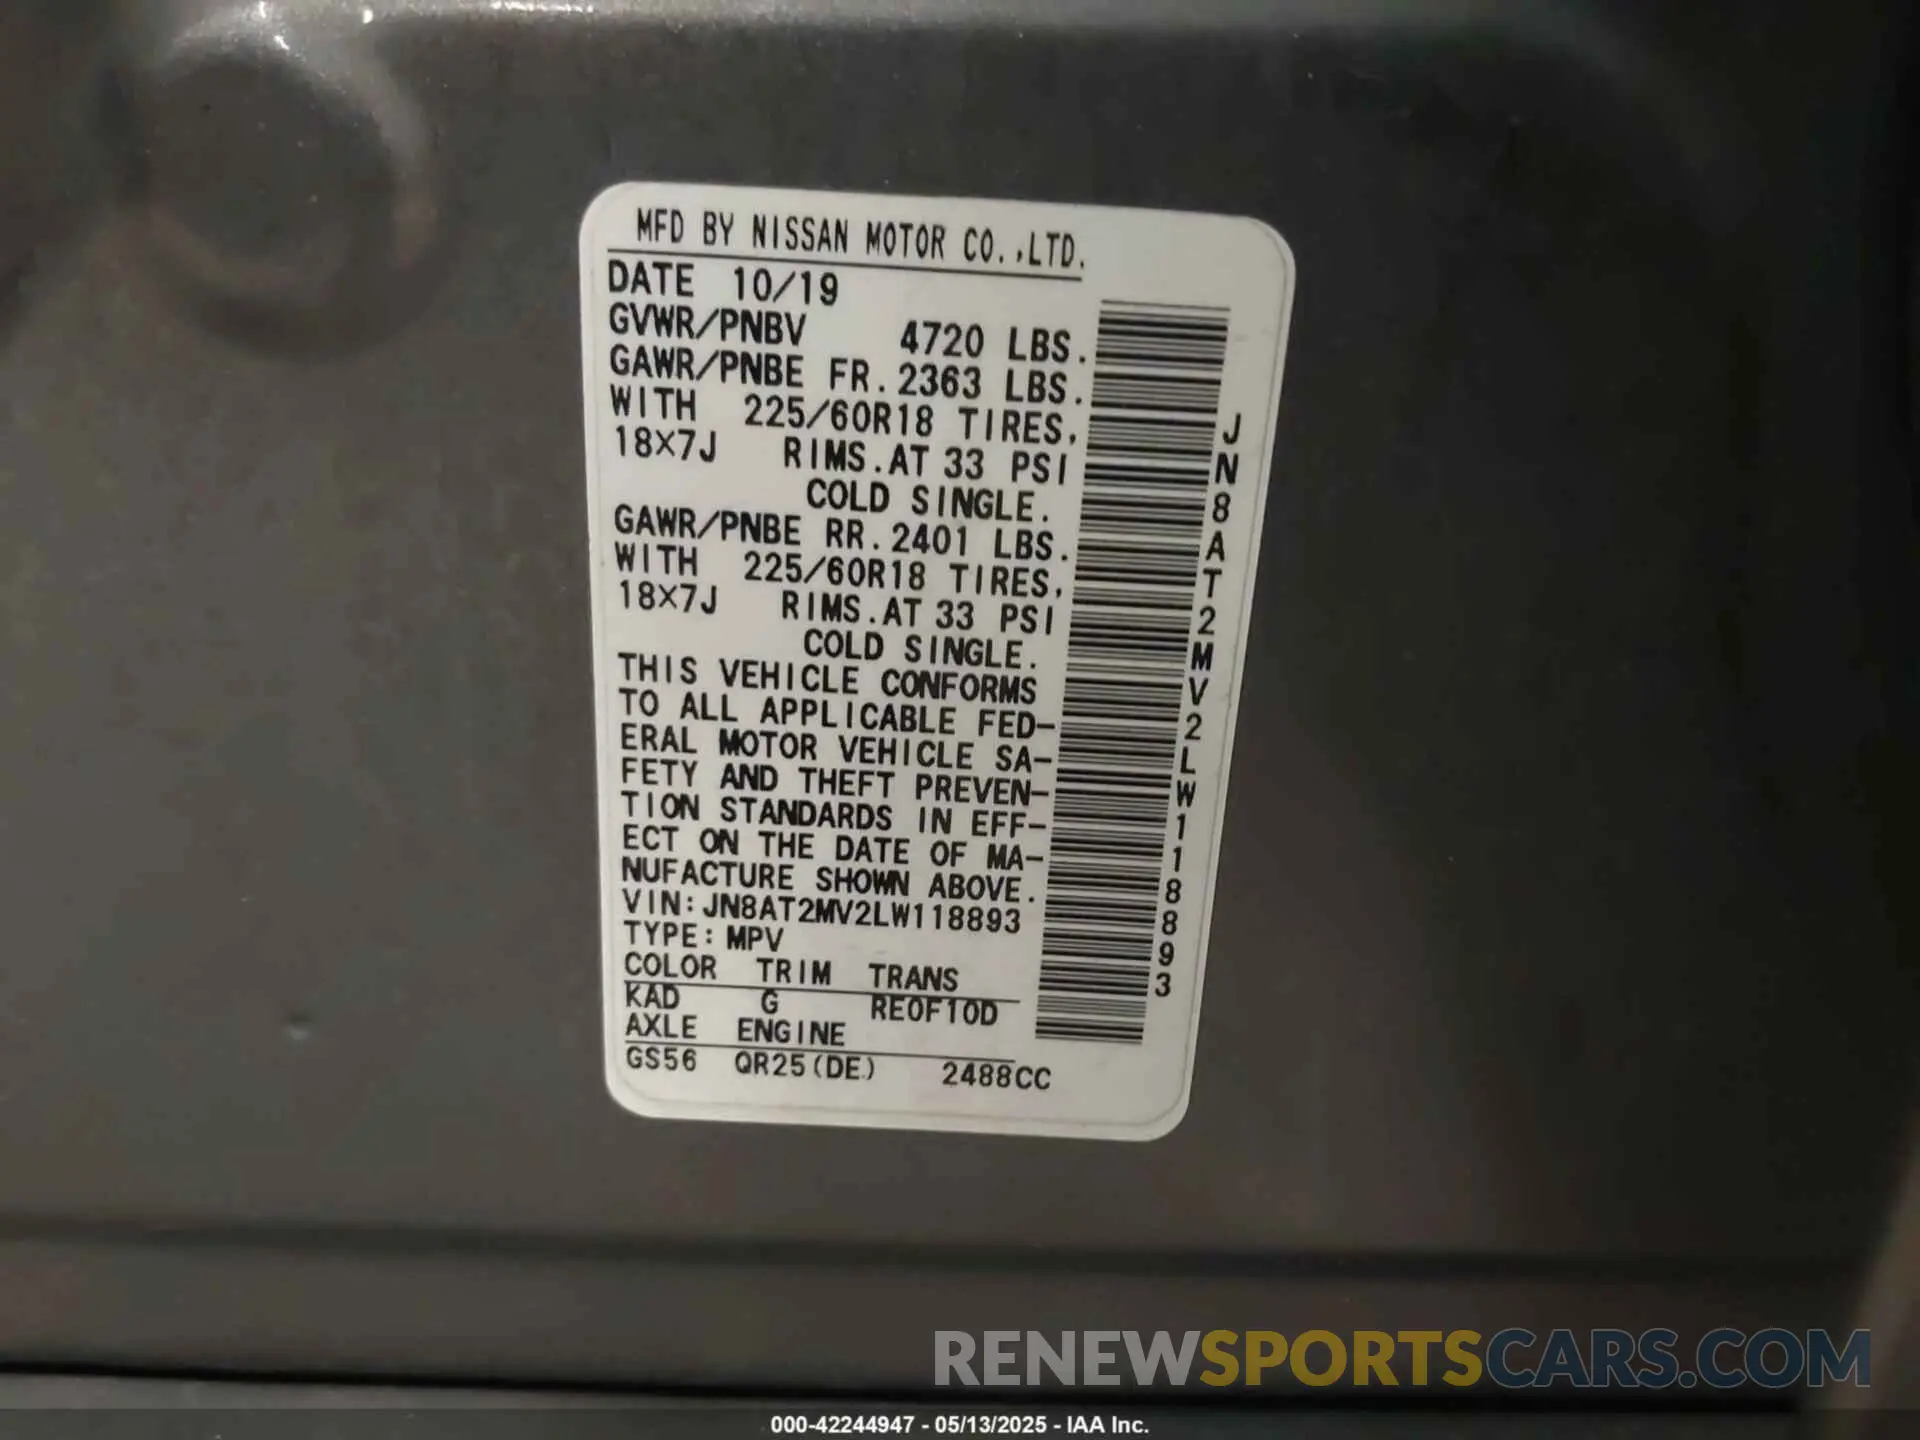 MFD BY NISSAN MOTOR CO.,LTD.
DATE 10/19
GVWR/PNBV 4720 LBS.
GAWR/PNBE FR. 2363 LBS.
WITH 225/60R18 TIRES,
18X7J RIMS. AT 33 PSI
COLD SINGLE.
GAWR/PNBE RR. 2401 LBS.
WITH 225/60R18 TIRES,
18X7J RIMS. AT 33 PSI
COLD SINGLE.
THIS VEHICLE CONFORMS
TO ALL APPLICABLE FED-
ERAL MOTOR VEHICLE SA-
FETY AND THEFT PREVEN-
TION STANDARDS IN EFF-
ECT ON THE DATE OF MA-
NUFACTURE SHOWN ABOVE.
VIN: JN8AT2MV2LW118893
TYPE: MPV
COLOR TRIM TRANS
KAD G RE0F10D
AXLE ENGINE
GS56 QR25(DE) 2488CC
JN8AT2MV2LW118893
RENEWSPORTSCARS.COM
000-42244947 - 05/13/2025 - IAA Inc.